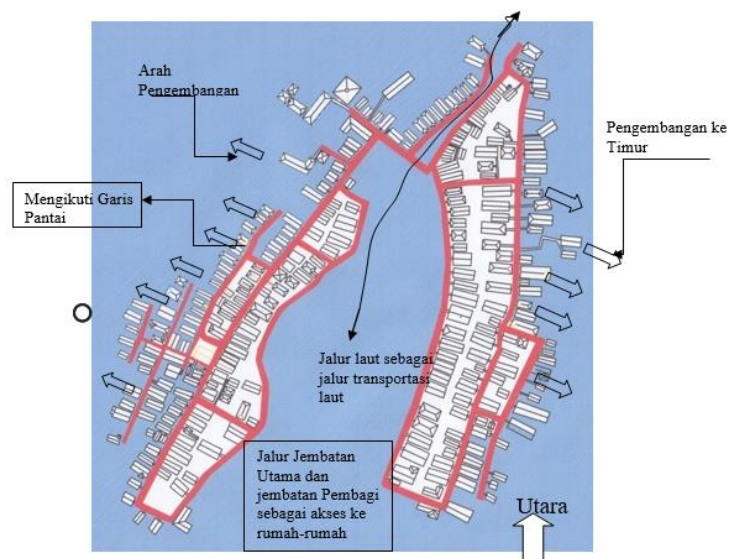 Arah
Pengembangan
Pengembangan ke
Timur
Mengikuti Garis
Pantai
Jalur laut sebagai
jalur transportasi
laut
Jalur Jembatan
Utama dan
jembatan Pembagi
sebagai akses ke
rumah-rumah
Utara